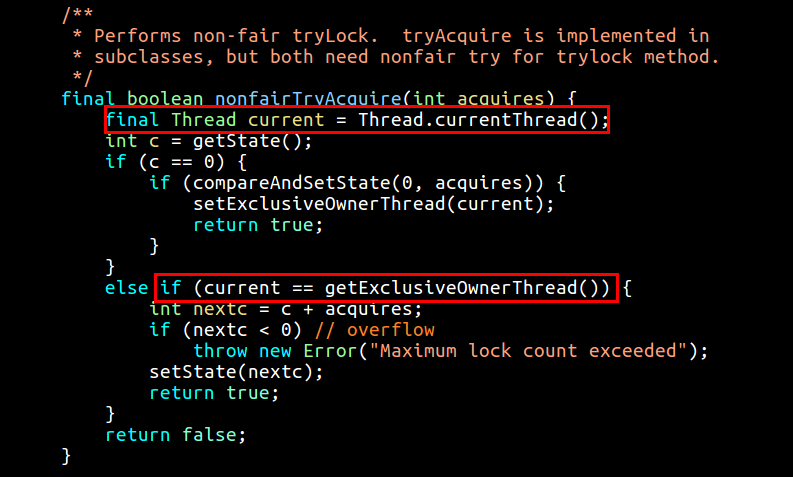 /**
 * Performs non-fair tryLock.  tryAcquire is implemented in
 * subclasses, but both need nonfair try for trylock method.
 */
final boolean nonfairTryAcquire(int acquires) {
    final Thread current = Thread.currentThread();
    int c = getState();
    if (c == 0) {
        if (compareAndSetState(0, acquires)) {
            setExclusiveOwnerThread(current);
            return true;
        }
    }
    else if (current == getExclusiveOwnerThread()) {
        int nextc = c + acquires;
        if (nextc < 0) // overflow
            throw new Error("Maximum lock count exceeded");
        setState(nextc);
        return true;
    }
    return false;
}